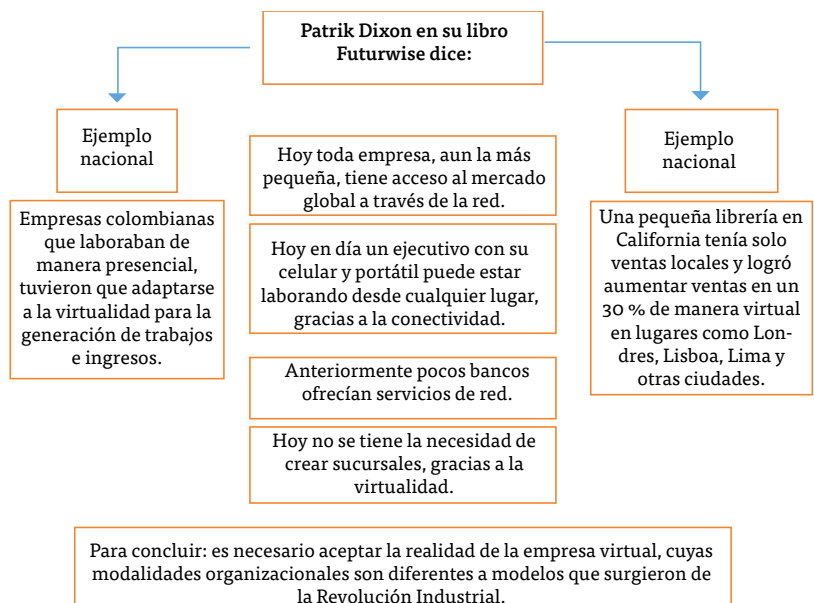 Patrik Dixon en su libro
Futurwise dice:
Ejemplo
nacional
Empresas colombianas
que laboraban de
manera presencial,
tuvieron que adaptarse
a la virtualidad para la
generación de trabajos
e ingresos.
Hoy toda empresa, aun la más
pequeña, tiene acceso al mercado
global a través de la red.
Hoy en día un ejecutivo con su
celular y portátil puede estar
laborando desde cualquier lugar,
gracias a la conectividad.
Anteriormente pocos bancos
ofrecían servicios de red.
Hoy no se tiene la necesidad de
crear sucursales, gracias a la
virtualidad.
Ejemplo
nacional
Una pequeña librería en
California tenía solo
ventas locales y logró
aumentar ventas en un
30 % de manera virtual
en lugares como Lon-
dres, Lisboa, Lima y
otras ciudades.
Para concluir: es necesario aceptar la realidad de la empresa virtual, cuyas
modalidades organizacionales son diferentes a modelos que surgieron de
la Revolución Industrial.